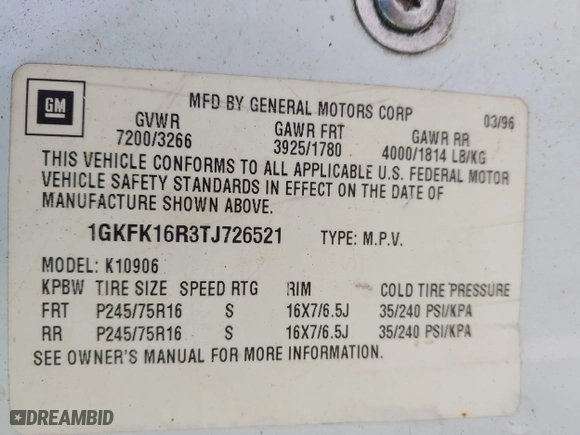 GM
MFD BY GENERAL MOTORS CORP 03/96
GVWR GAWR FRT GAWR RR
7200/3266 3925/1780 4000/1814 LB/KG
THIS VEHICLE CONFORMS TO ALL APPLICABLE U.S. FEDERAL MOTOR
VEHICLE SAFETY STANDARDS IN EFFECT ON THE DATE OF
MANUFACTURE SHOWN ABOVE.
1GKFK16R3TJ726521 TYPE: M.P.V.
MODEL: K10906
KPBW TIRE SIZE SPEED RTG RIM COLD TIRE PRESSURE
FRT P245/75R16 S 16X7/6.5J 35/240 PSI/KPA
RR P245/75R16 S 16X7/6.5J 35/240 PSI/KPA
SEE OWNER'S MANUAL FOR MORE INFORMATION.
DREAMBID